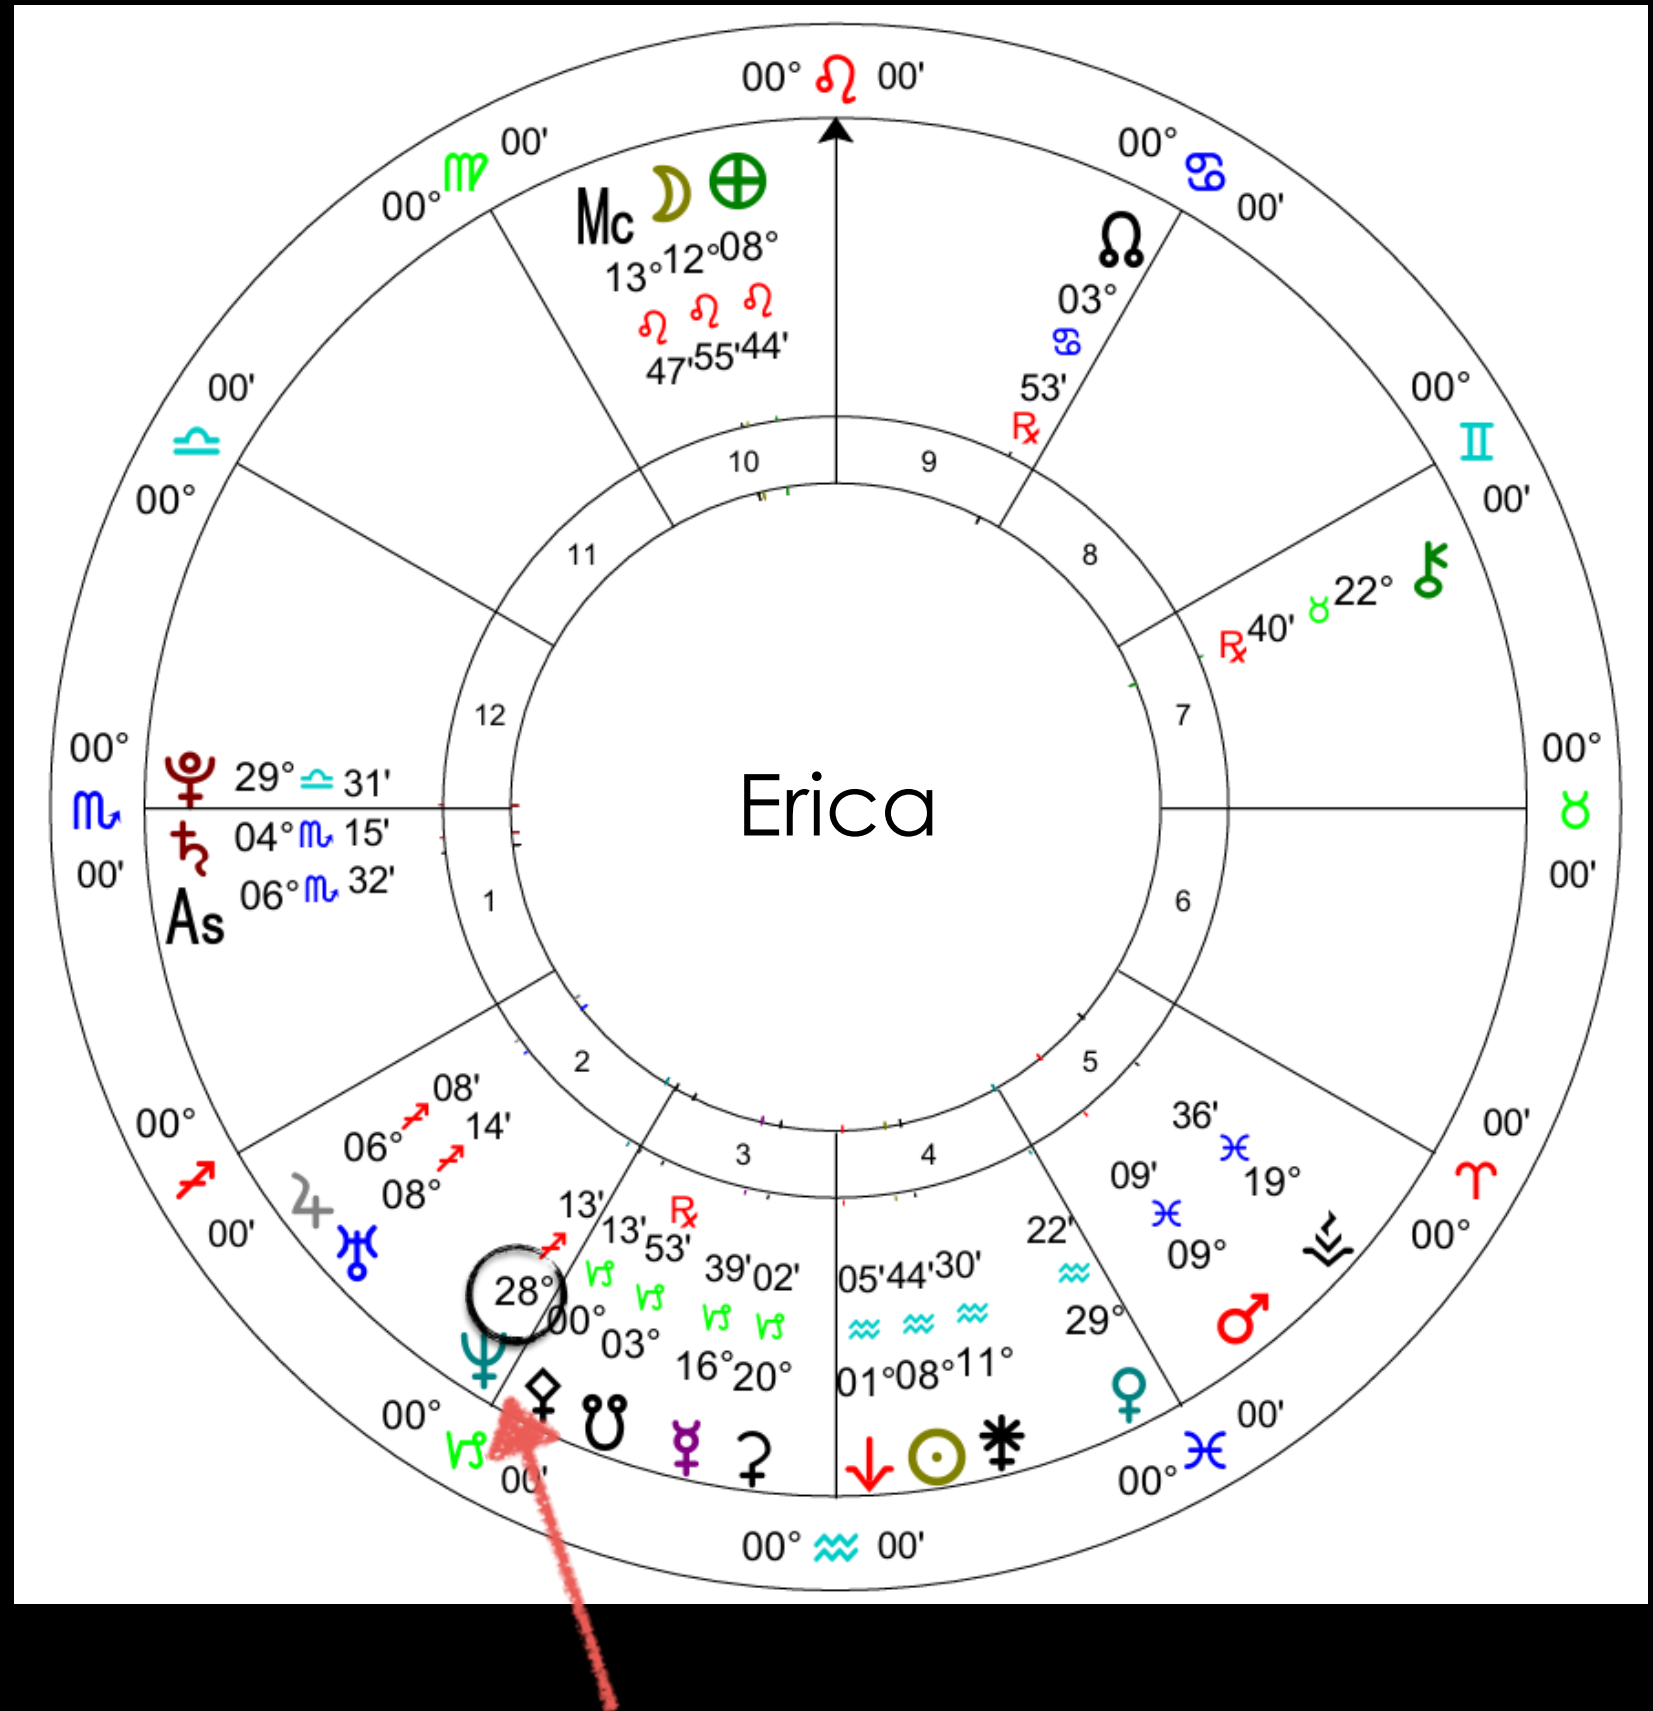 00° ♌ 00'
00° ♍ 00'
00° ♋ 00'
Mc ☽ ⊕
13° 12° 08°
♌ ♌ ♌
47' 55' 44'
☊
03°
♋
53'
℞
00° ♎ 00'
00° ♊ 00'
10 9
11 8
12 7
1 6
2 5
3 4
⚷ 22° ♉ 40' ℞
00° ♏ 00'
♇ 29° ♎ 31'
♄ 04° ♏ 15'
As 06° ♏ 32'
Erica
00° ♉ 00'
00° ♐ 00'
♃ 06° ♐ 08'
♅ 08° ♐ 14'
♆ 28° ♐ 13'
⚴ 00° ♑ 13'
☋ 03° ♑ 53' ℞
☿ 16° ♑ 39'
⚳ 20° ♑ 02'
01° ♒ 05'
☉ 08° ♒ 44'
⚵ 11° ♒ 30'
♀ 29° ♒ 22'
♂ 09° ♓ 09'
⚶ 19° ♓ 36'
00° ♈ 00'
00° ♑ 00'
00° ♓ 00'
00° ♒ 00'